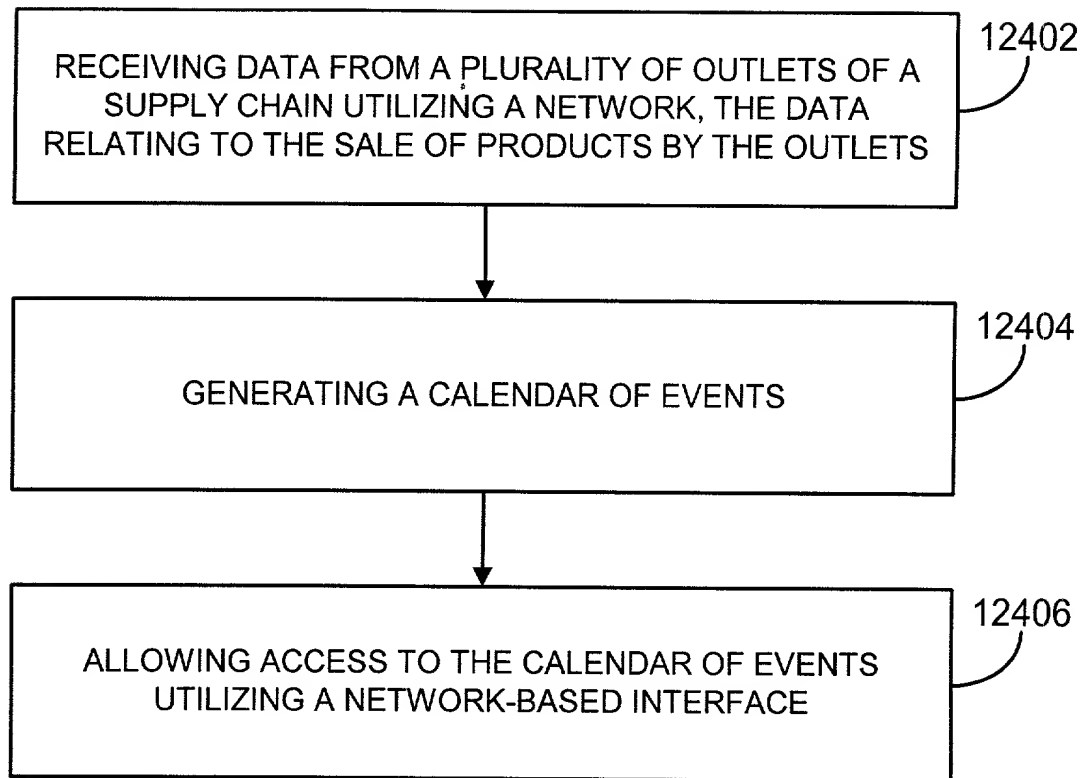 12402
RECEIVING DATA FROM A PLURALITY OF OUTLETS OF A
SUPPLY CHAIN UTILIZING A NETWORK, THE DATA
RELATING TO THE SALE OF PRODUCTS BY THE OUTLETS
12404
GENERATING A CALENDAR OF EVENTS
12406
ALLOWING ACCESS TO THE CALENDAR OF EVENTS
UTILIZING A NETWORK-BASED INTERFACE